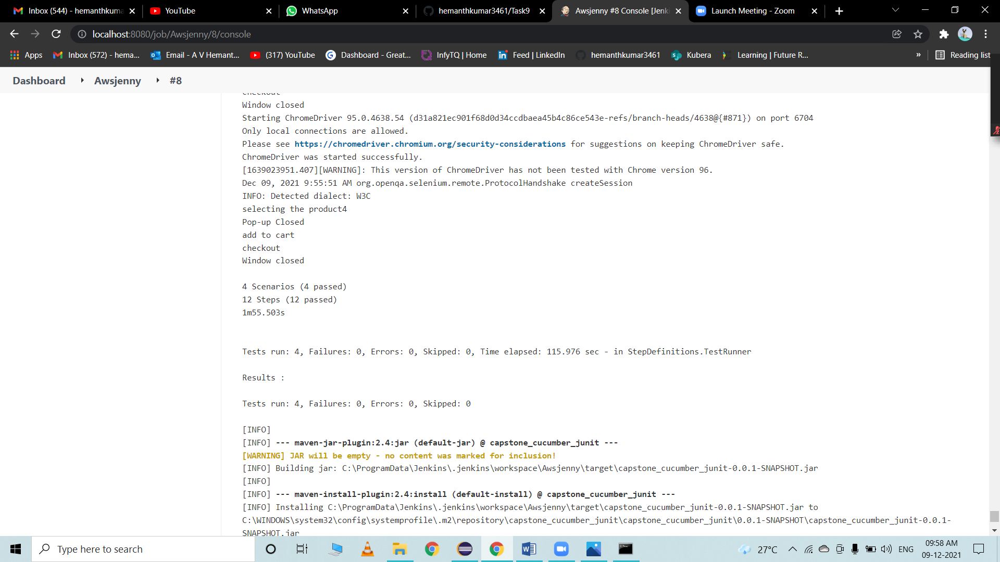 Inbox (544) - hemanthkuma
YouTube
WhatsApp
hemanthkumar3461/Task9
Awsjenny #8 Console [Jenki
Launch Meeting - Zoom
localhost:8080/job/Awsjenny/8/console
Apps
Inbox (572) - hema...
Email - A V Hemant...
(317) YouTube
Dashboard - Great...
InfyTQ | Home
Feed | LinkedIn
hemanthkumar3461
Kubera
Learning | Future R...
»
Reading list
Dashboard
Awsjenny
#8
checkout
Window closed
Starting ChromeDriver 95.0.4638.54 (d31a821ec901f68d0d34ccdbaea45b4c86ce543e-refs/branch-heads/4638@{#871}) on port 6704
Only local connections are allowed.
Please see https://chromedriver.chromium.org/security-considerations for suggestions on keeping ChromeDriver safe.
ChromeDriver was started successfully.
[1639023951.407][WARNING]: This version of ChromeDriver has not been tested with Chrome version 96.
Dec 09, 2021 9:55:51 AM org.openqa.selenium.remote.ProtocolHandshake createSession
INFO: Detected dialect: W3C
selecting the product4
Pop-up Closed
add to cart
checkout
Window closed
4 Scenarios (4 passed)
12 Steps (12 passed)
1m55.503s
Tests run: 4, Failures: 0, Errors: 0, Skipped: 0, Time elapsed: 115.976 sec - in StepDefinitions.TestRunner
Results :
Tests run: 4, Failures: 0, Errors: 0, Skipped: 0
[INFO]
[INFO] --- maven-jar-plugin:2.4:jar (default-jar) @ capstone_cucumber_junit ---
[WARNING] JAR will be empty - no content was marked for inclusion!
[INFO] Building jar: C:\ProgramData\Jenkins\.jenkins\workspace\Awsjenny\target\capstone_cucumber_junit-0.0.1-SNAPSHOT.jar
[INFO]
[INFO] --- maven-install-plugin:2.4:install (default-install) @ capstone_cucumber_junit ---
[INFO] Installing C:\ProgramData\Jenkins\.jenkins\workspace\Awsjenny\target\capstone_cucumber_junit-0.0.1-SNAPSHOT.jar to
C:\WINDOWS\system32\config\systemprofile\.m2\repository\capstone_cucumber_junit\capstone_cucumber_junit\0.0.1-SNAPSHOT\capstone_cucumber_junit-0.0.1-
SNAPSHOT.jar
Type here to search
27°C
ENG
09:58 AM
09-12-2021